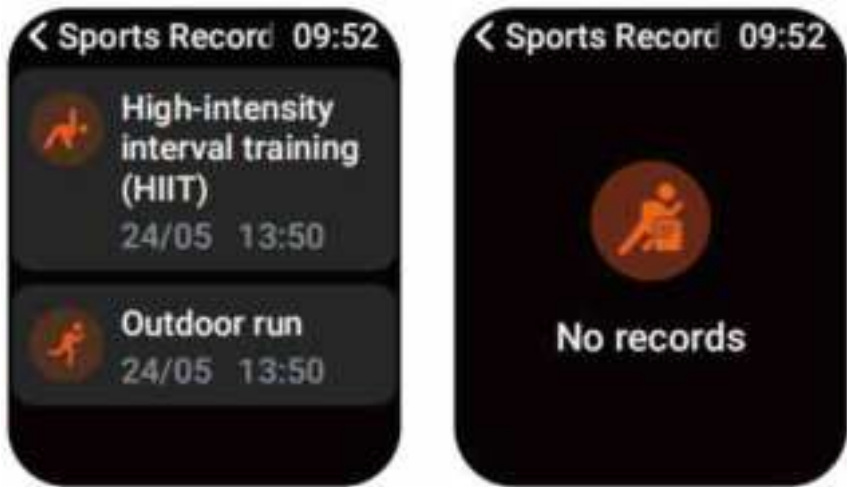 < Sports Record 09:52
High-intensity
interval training
(HIIT)
24/05 13:50
Outdoor run
24/05 13:50
< Sports Record 09:52
No records